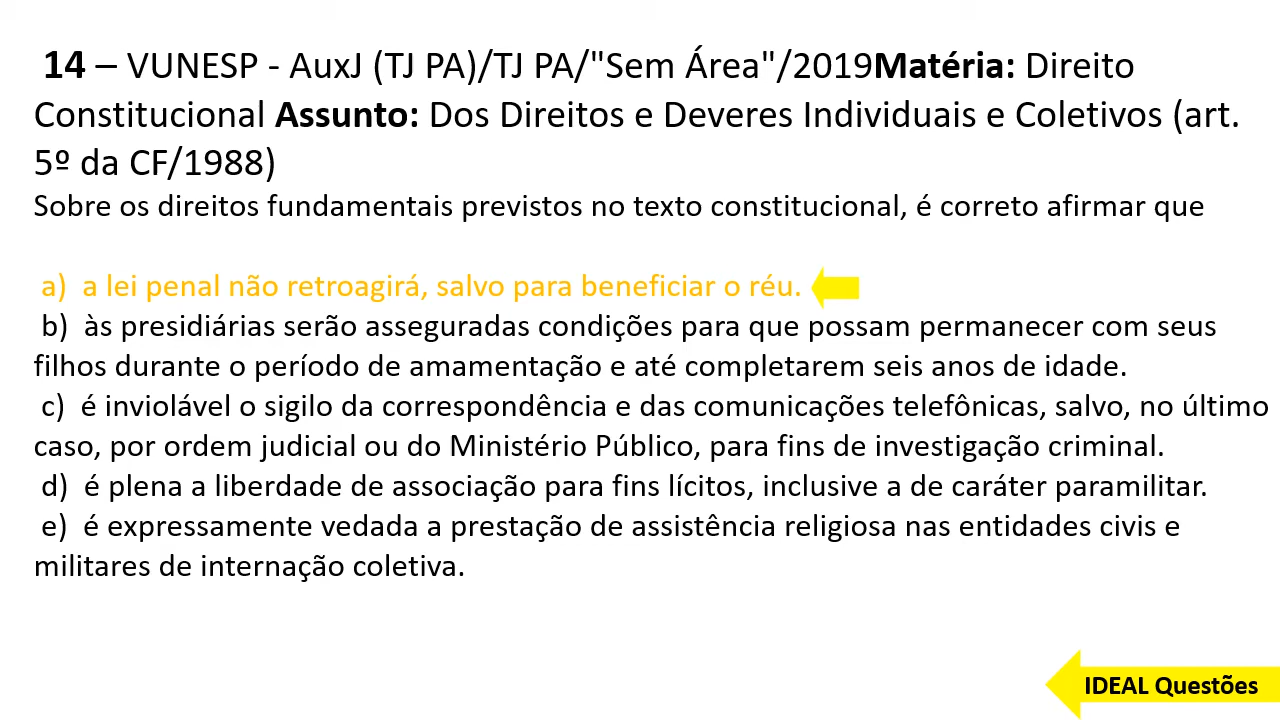 14 – VUNESP - AuxJ (TJ PA)/TJ PA/"Sem Área"/2019Matéria: Direito
Constitucional Assunto: Dos Direitos e Deveres Individuais e Coletivos (art.
5º da CF/1988)
Sobre os direitos fundamentais previstos no texto constitucional, é correto afirmar que
a) a lei penal não retroagirá, salvo para beneficiar o réu.
b) às presidiárias serão asseguradas condições para que possam permanecer com seus
filhos durante o período de amamentação e até completarem seis anos de idade.
c) é inviolável o sigilo da correspondência e das comunicações telefônicas, salvo, no último
caso, por ordem judicial ou do Ministério Público, para fins de investigação criminal.
d) é plena a liberdade de associação para fins lícitos, inclusive a de caráter paramilitar.
e) é expressamente vedada a prestação de assistência religiosa nas entidades civis e
militares de internação coletiva.
IDEAL Questões